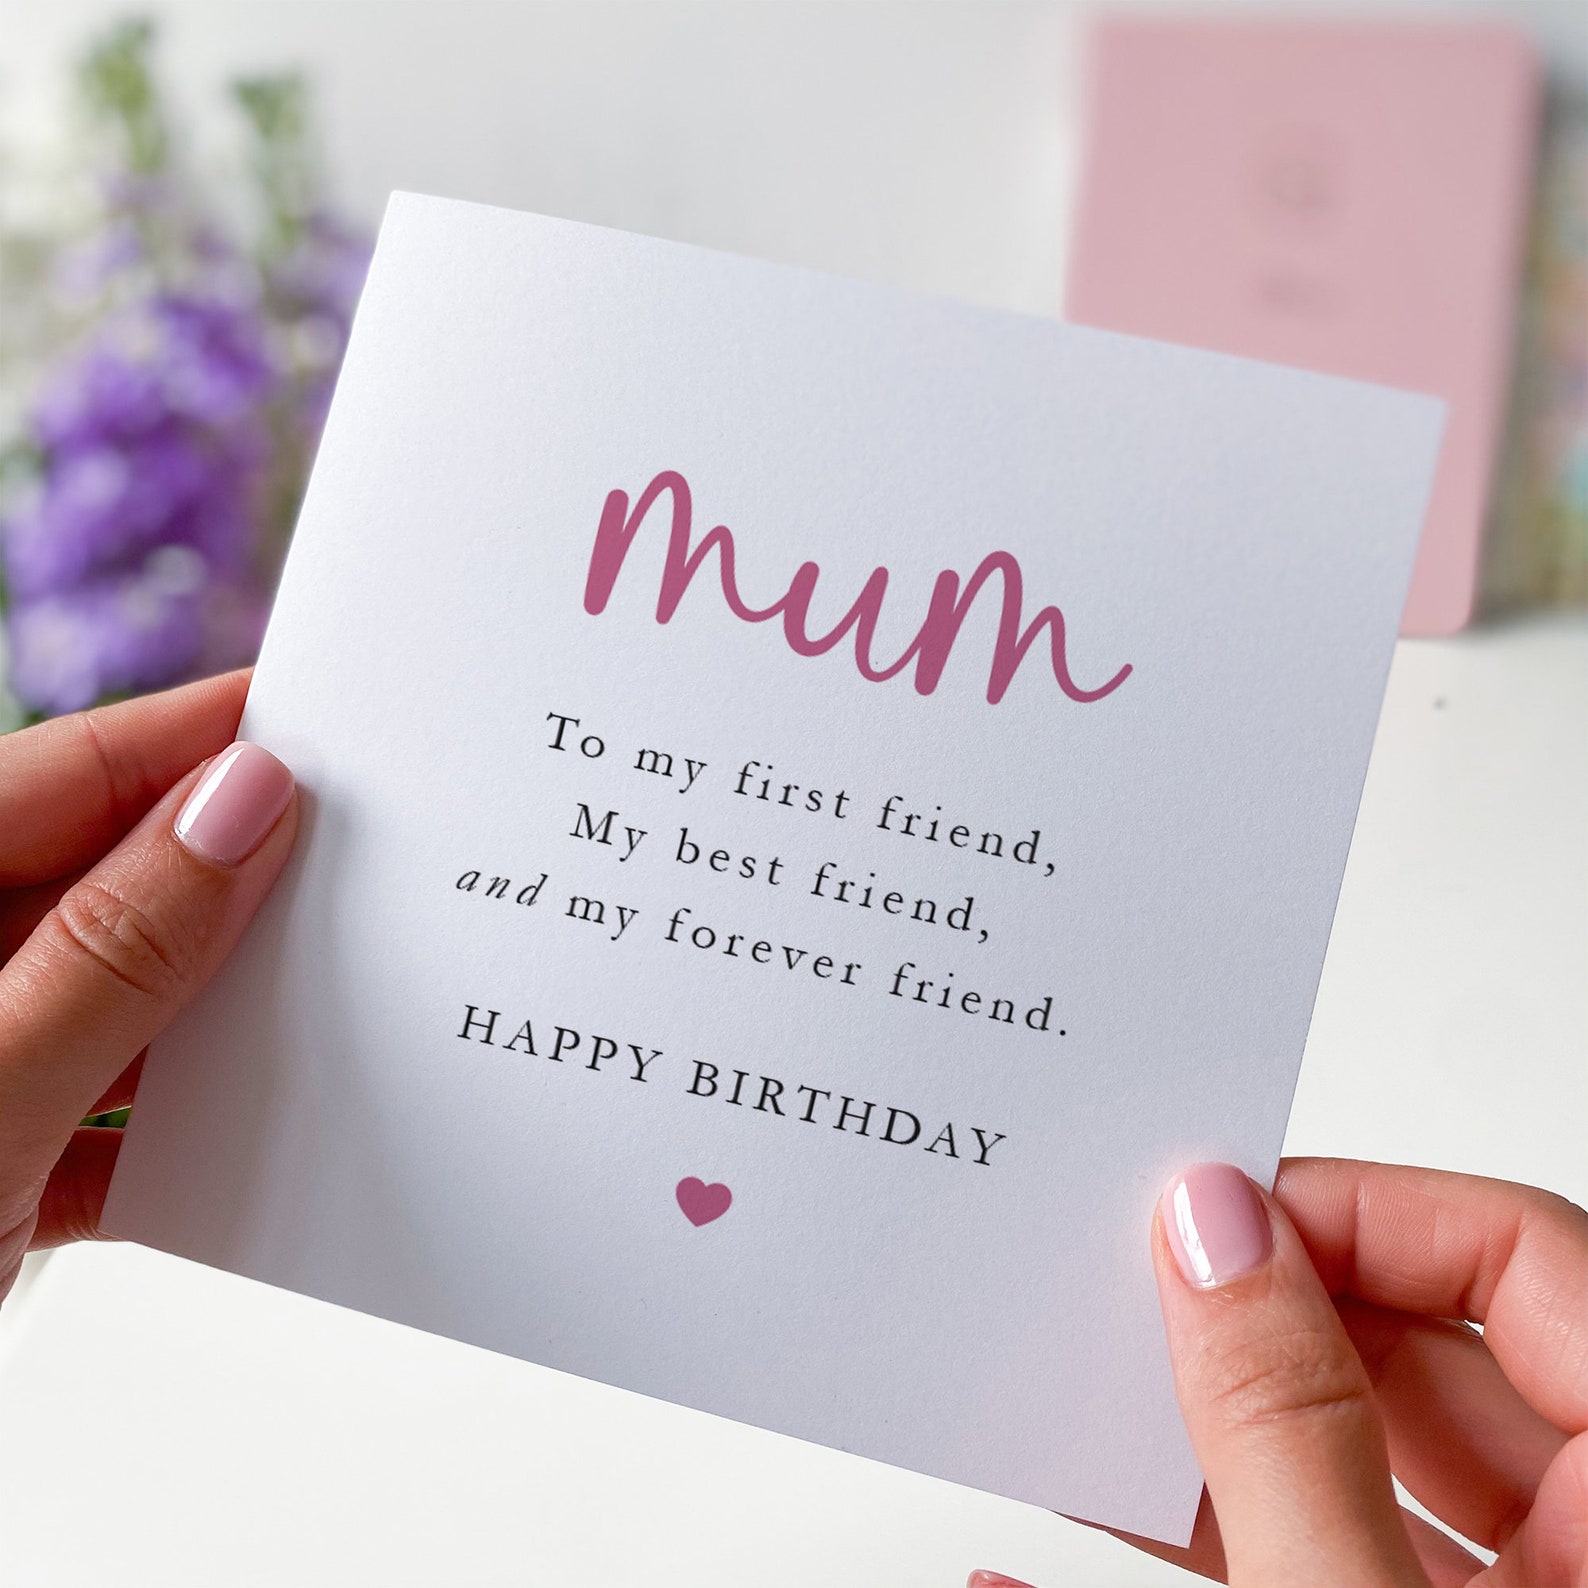 mum
To my first friend,
My best friend,
and my forever friend.
HAPPY BIRTHDAY